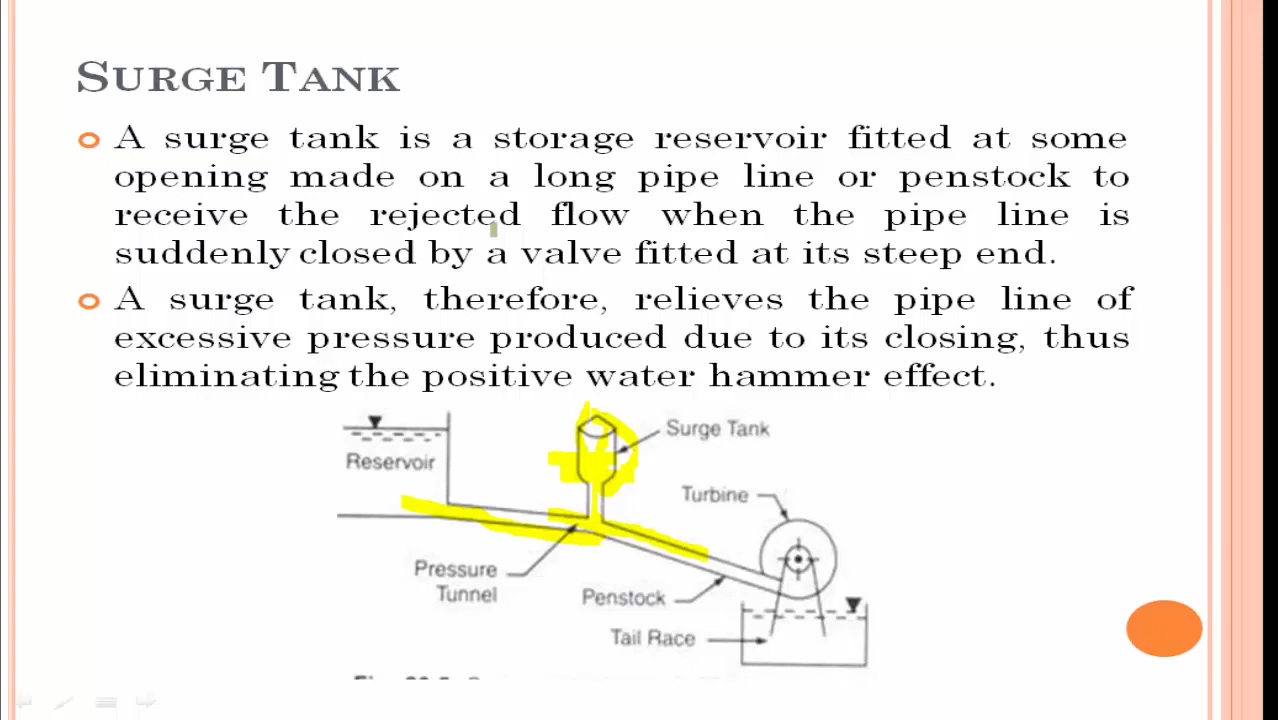 SURGE TANK
A surge tank is a storage reservoir fitted at some
opening made on a long pipe line or penstock to
receive the rejected flow when the pipe line is
suddenly closed by a valve fitted at its steep end.
A surge tank, therefore, relieves the pipe line of
excessive pressure produced due to its closing, thus
eliminating the positive water hammer effect.
Surge Tank
Reservoir
Turbine
Pressure
Tunnel
Penstock
Tail Race